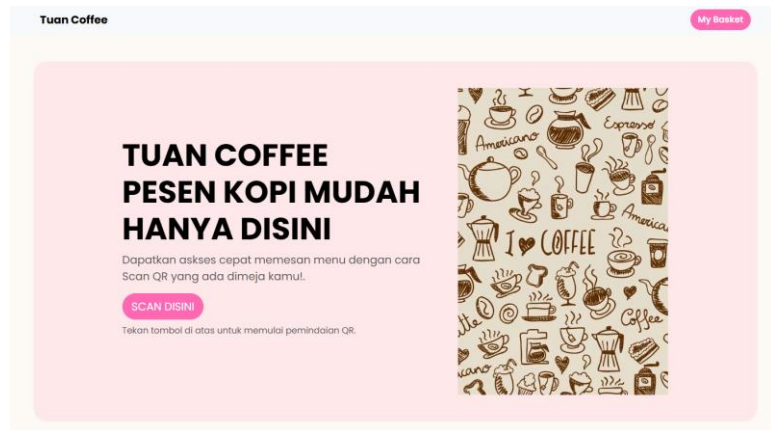 Tuan Coffee
My Basket
TUAN COFFEE
PESEN KOPI MUDAH
HANYA DISINI
Dapatkan askses cepat memesan menu dengan cara
Scan QR yang ada dimeja kamu!.
SCAN DISINI
Tekan tombol di atas untuk memulai pemindaian QR.
Espresso
Americano
America
I COFFEE
Coffee